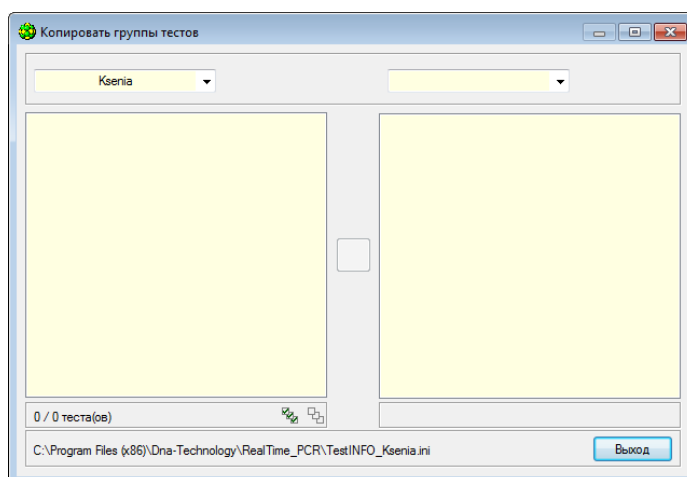 Копировать группы тестов
Ksenia
0 / 0 теста(ов)
C:\Program Files (x86)\Dna-Technology\RealTime_PCR\TestINFO_Ksenia.ini
Выход